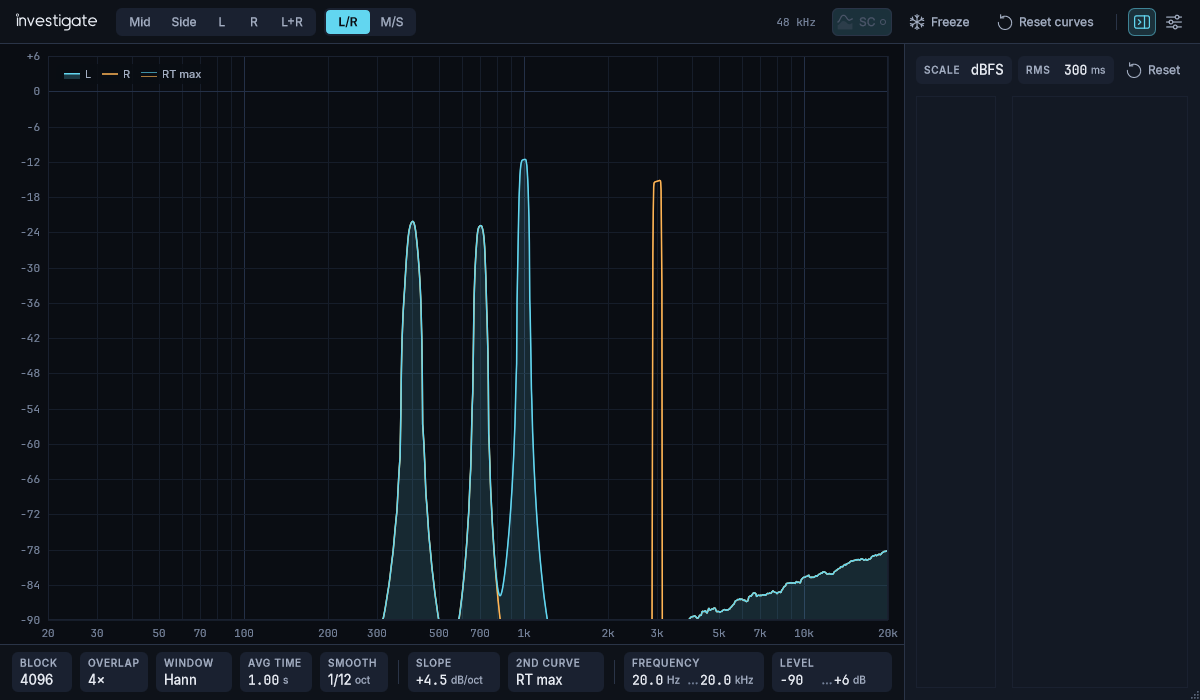 investigate Mid Side L R L+R L/R M/S 48 kHz SC Freeze Reset curves
L R RT max
SCALE dBFS RMS 300 ms Reset
+6
0
-6
-12
-18
-24
-30
-36
-42
-48
-54
-60
-66
-72
-78
-84
-90
20 30 50 70 100 200 300 500 700 1k 2k 3k 5k 7k 10k 20k
BLOCK OVERLAP WINDOW AVG TIME SMOOTH SLOPE 2ND CURVE FREQUENCY LEVEL
4096 4× Hann 1.00 s 1/12 oct +4.5 dB/oct RT max 20.0 Hz ...20.0 kHz -90 ...+6 dB